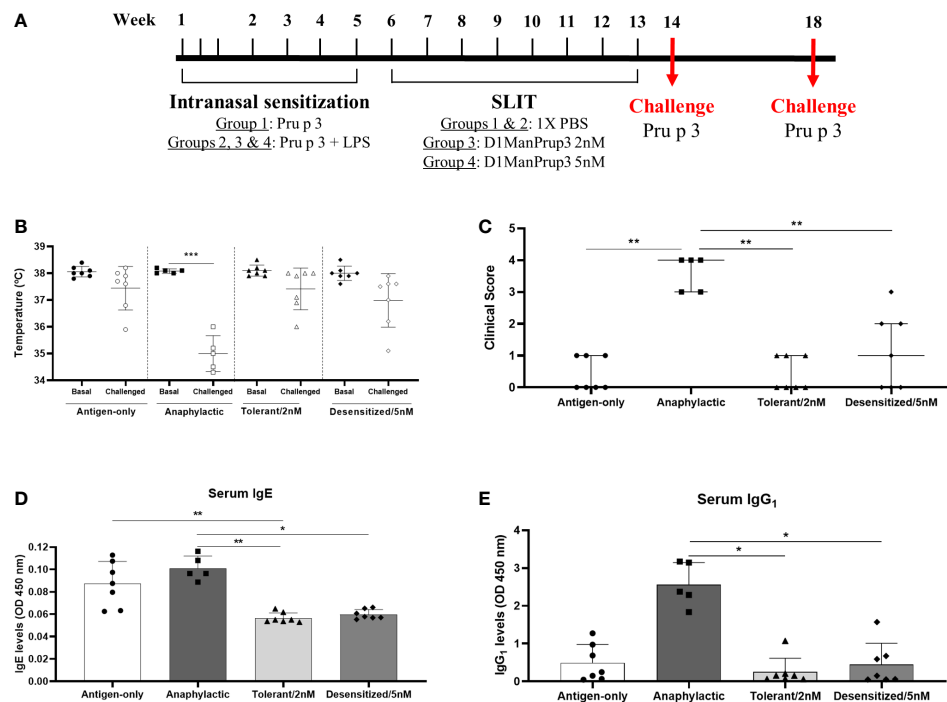 A
Week 1 2 4 5 6 7 8 9 10 11 12 13 14 18
Intranasal sensitization
Group 1: Pru p 3
Groups 2, 3 & 4: Pru p 3 + LPS
SLIT
Groups 1 & 2: 1X PBS
Group 3: D1ManPrup3 2nM
Group 4: D1ManPrup3 5nM
Challenge
Pru p 3
Challenge
Pru p 3
B
Temperature (ºC)
39
38
37
36
35
34
***
Basal Challenged Basal Challenged Basal Challenged Basal Challenged
Antigen-only Anaphylactic Tolerant/2nM Desensitized/5nM
C
Clinical Score
5
4
3
2
1
0
**
** **
Antigen-only Anaphylactic Tolerant/2nM Desensitized/5nM
D
Serum IgE
IgE levels (OD 450 nm)
0.12
0.10
0.08
0.06
0.04
0.02
0.00
**
*
**
Antigen-only Anaphylactic Tolerant/2nM Desensitized/5nM
E
Serum IgG1
IgG1 levels (OD 450 nm)
4
3
2
1
0
*
*
Antigen-only Anaphylactic Tolerant/2nM Desensitized/5nM